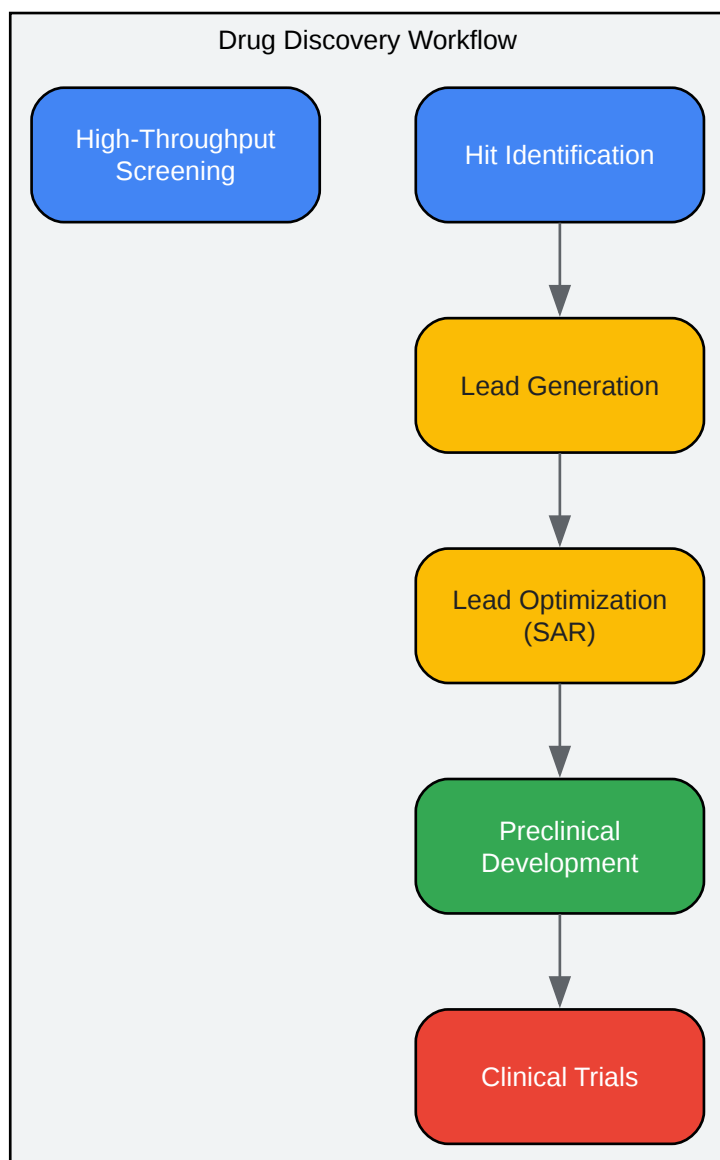 Drug Discovery Workflow
High-Throughput
Screening
Hit Identification
Lead Generation
Lead Optimization
(SAR)
Preclinical
Development
Clinical Trials